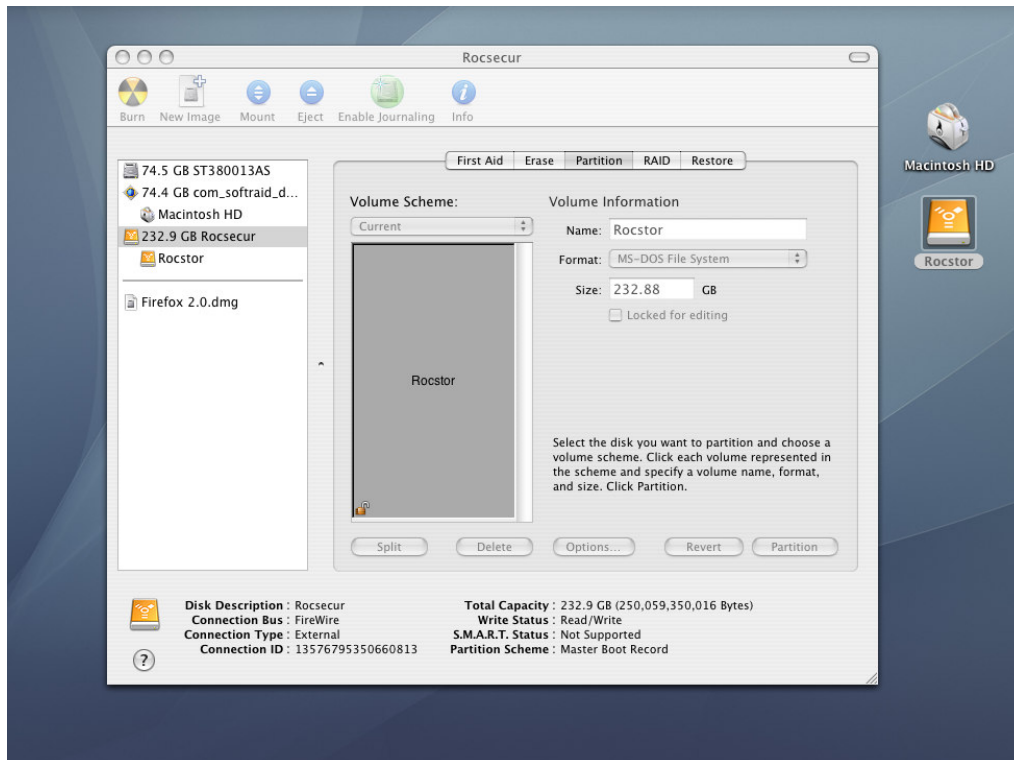 Rocsecur
Burn New Image Mount Eject Enable Journaling Info
First Aid Erase Partition RAID Restore
74.5 GB ST380013AS
74.4 GB com_softraid_d...
Macintosh HD
232.9 GB Rocsecur
Rocstor
Firefox 2.0.dmg
Volume Scheme:
Current
Rocstor
Volume Information
Name: Rocstor
Format: MS-DOS File System
Size: 232.88 GB
Locked for editing
Select the disk you want to partition and choose a
volume scheme. Click each volume represented in
the scheme and specify a volume name, format,
and size. Click Partition.
Split Delete Options... Revert Partition
Disk Description : Rocsecur
Connection Bus : FireWire
Connection Type : External
Connection ID : 13576795350660813
Total Capacity : 232.9 GB (250,059,350,016 Bytes)
Write Status : Read/Write
S.M.A.R.T. Status : Not Supported
Partition Scheme : Master Boot Record
?
Macintosh HD
Rocstor